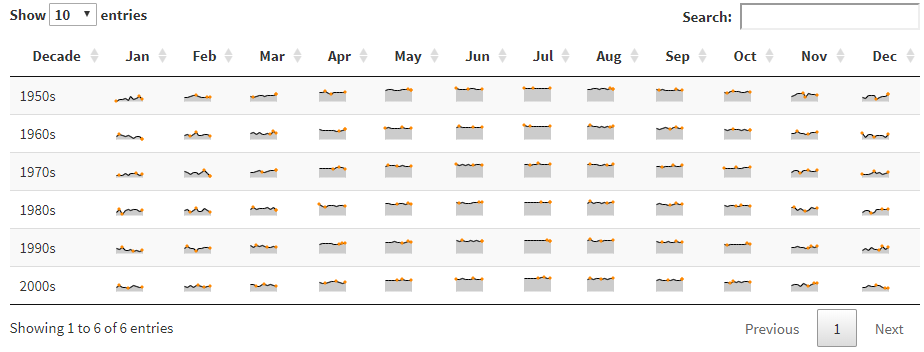 Show 10 entries Search:
Decade Jan Feb Mar Apr May Jun Jul Aug Sep Oct Nov Dec
1950s
1960s
1970s
1980s
1990s
2000s
Showing 1 to 6 of 6 entries Previous 1 Next